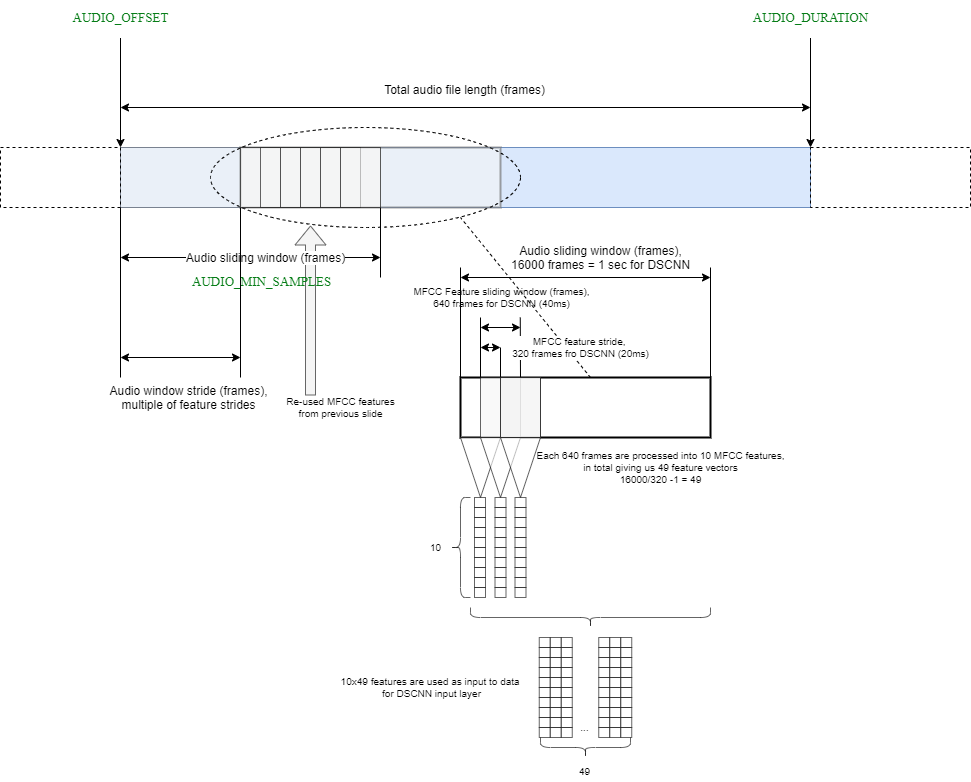 AUDIO_OFFSET
AUDIO_DURATION
Total audio file length (frames)
Audio sliding window (frames)
AUDIO_MIN_SAMPLES
Audio sliding window (frames),
16000 frames = 1 sec for DSCNN
MFCC Feature sliding window (frames),
640 frames for DSCNN (40ms)
MFCC feature stride,
320 frames fro DSCNN (20ms)
Audio window stride (frames),
multiple of feature strides
Re-used MFCC features
from previous slide
Each 640 frames are processed into 10 MFCC features,
in total giving us 49 feature vectors
16000/320 -1 = 49
10
10x49 features are used as input to data
for DSCNN input layer
...
49